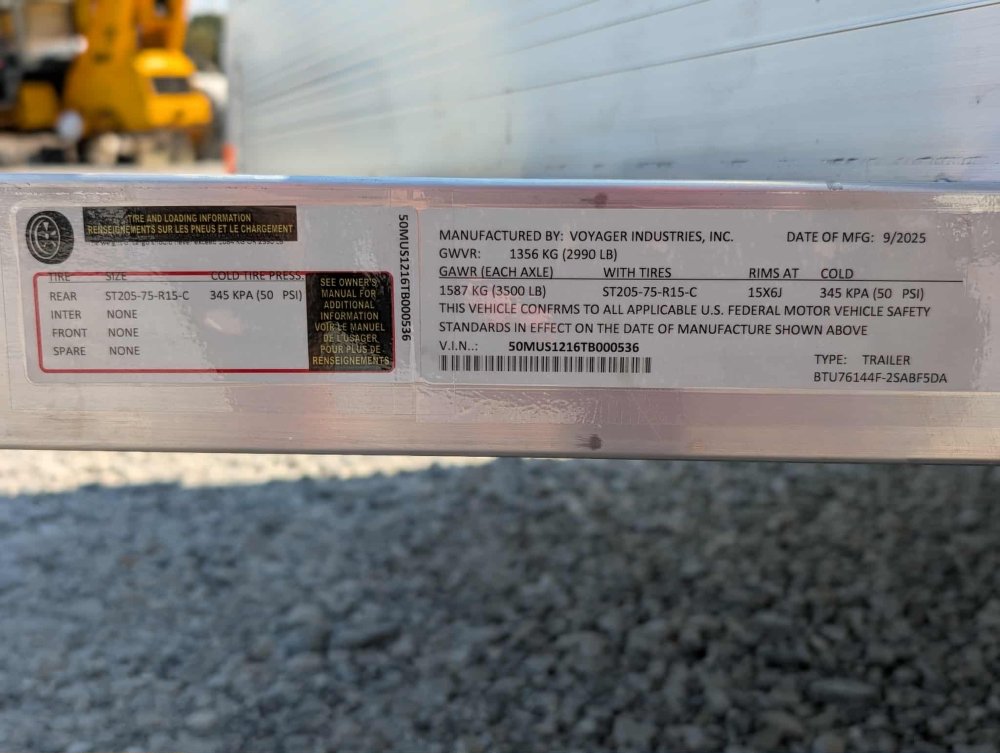 TIRE AND LOADING INFORMATION
RENSEIGNEMENTS SUR LES PNEUS ET LE CHARGEMENT
TIRE SIZE COLD TIRE PRESS.
REAR ST205-75-R15-C 345 KPA (50 PSI)
INTER NONE
FRONT NONE
SPARE NONE
SEE OWNER'S
MANUAL FOR
ADDITIONAL
INFORMATION
VOIR LE MANUEL
DE L'USAGER
POUR PLUS DE
RENSEIGNEMENTS
50MUS1216TB000536
MANUFACTURED BY: VOYAGER INDUSTRIES, INC. DATE OF MFG: 9/2025
GWVR: 1356 KG (2990 LB)
GAWR (EACH AXLE) WITH TIRES RIMS AT COLD
1587 KG (3500 LB) ST205-75-R15-C 15X6J 345 KPA (50 PSI)
THIS VEHICLE CONFIRMS TO ALL APPLICABLE U.S. FEDERAL MOTOR VEHICLE SAFETY
STANDARDS IN EFFECT ON THE DATE OF MANUFACTURE SHOWN ABOVE
V.I.N..: 50MUS1216TB000536
TYPE: TRAILER
BTU76144F-2SABF5DA